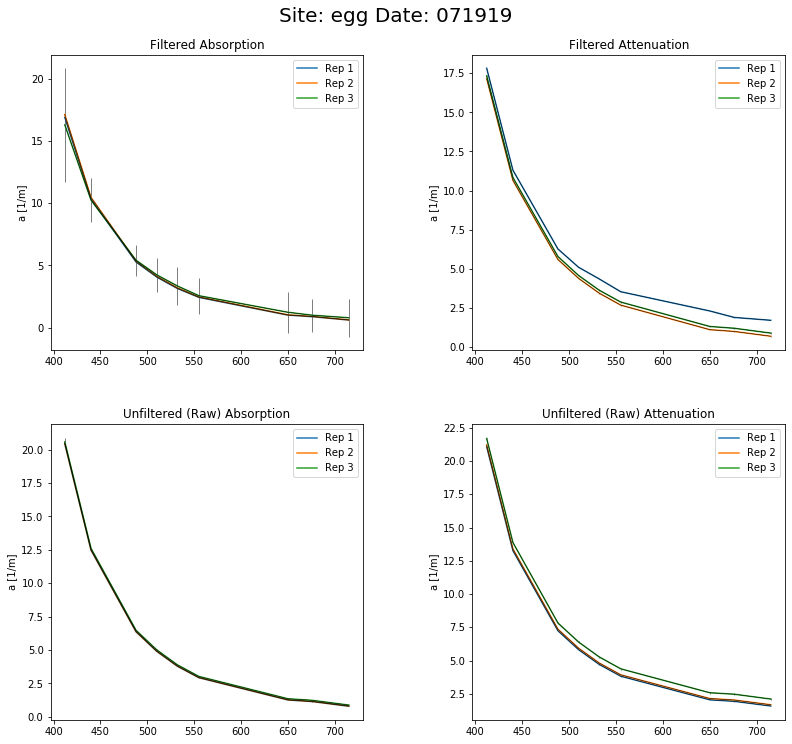 Site: egg Date: 071919
Filtered Absorption
Rep 1
Rep 2
Rep 3
a [1/m]
20
15
10
5
0
400 450 500 550 600 650 700
Filtered Attenuation
Rep 1
Rep 2
Rep 3
a [1/m]
17.5
15.0
12.5
10.0
7.5
5.0
2.5
0.0
400 450 500 550 600 650 700
Unfiltered (Raw) Absorption
Rep 1
Rep 2
Rep 3
a [1/m]
20.0
17.5
15.0
12.5
10.0
7.5
5.0
2.5
0.0
400 450 500 550 600 650 700
Unfiltered (Raw) Attenuation
Rep 1
Rep 2
Rep 3
a [1/m]
22.5
20.0
17.5
15.0
12.5
10.0
7.5
5.0
2.5
400 450 500 550 600 650 700